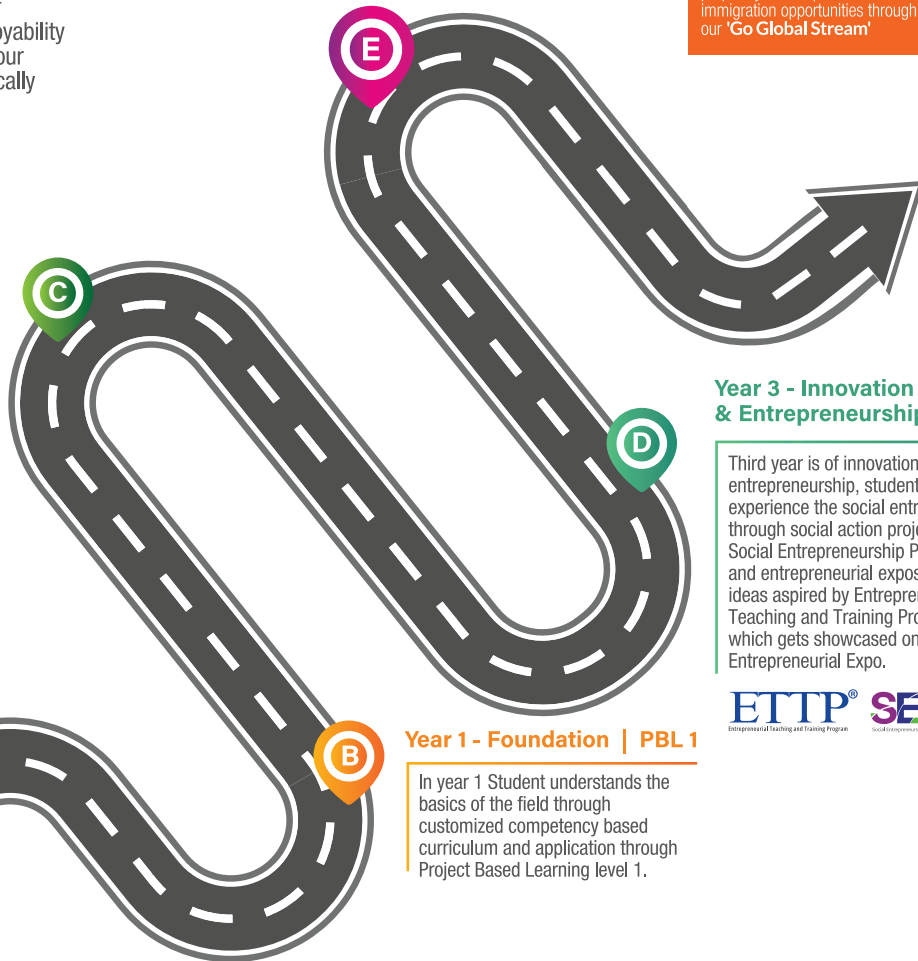 oyability
our
cally
immigration opportunities through
our 'Go Global Stream'
E
C
D
Year 3 - Innovation
& Entrepreneurship
Third year is of innovation
entrepreneurship, student
experience the social entr
through social action proje
Social Entrepreneurship P
and entrepreneurial expos
ideas aspired by Entrepren
Teaching and Training Pro
which gets showcased on
Entrepreneurial Expo.
ETTP®
Entrepreneurial Teaching and Training Program
SE
Social Entrepreneurs
B
Year 1 - Foundation | PBL 1
In year 1 Student understands the
basics of the field through
customized competency based
curriculum and application through
Project Based Learning level 1.